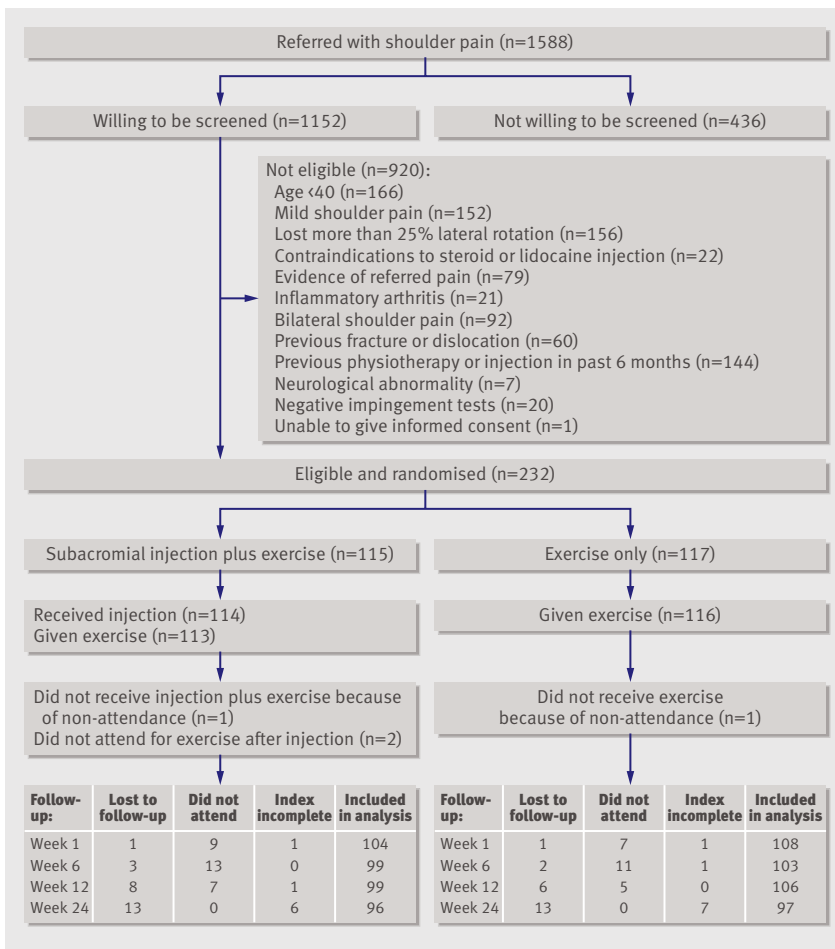 Referred with shoulder pain (n=1588)
Willing to be screened (n=1152)
Not willing to be screened (n=436)
Not eligible (n=920):
Age <40 (n=166)
Mild shoulder pain (n=152)
Lost more than 25% lateral rotation (n=156)
Contraindications to steroid or lidocaine injection (n=22)
Evidence of referred pain (n=79)
Inflammatory arthritis (n=21)
Bilateral shoulder pain (n=92)
Previous fracture or dislocation (n=60)
Previous physiotherapy or injection in past 6 months (n=144)
Neurological abnormality (n=7)
Negative impingement tests (n=20)
Unable to give informed consent (n=1)
Eligible and randomised (n=232)
Subacromial injection plus exercise (n=115)
Received injection (n=114)
Given exercise (n=113)
Did not receive injection plus exercise because
of non-attendance (n=1)
Did not attend for exercise after injection (n=2)
Follow- Lost to Did not Index Included
up: follow-up attend incomplete in analysis
Week 1 1 9 1 104
Week 6 3 13 0 99
Week 12 8 7 1 99
Week 24 13 0 6 96
Exercise only (n=117)
Given exercise (n=116)
Did not receive exercise
because of non-attendance (n=1)
Follow- Lost to Did not Index Included
up: follow-up attend incomplete in analysis
Week 1 1 7 1 108
Week 6 2 11 1 103
Week 12 6 5 0 106
Week 24 13 0 7 97